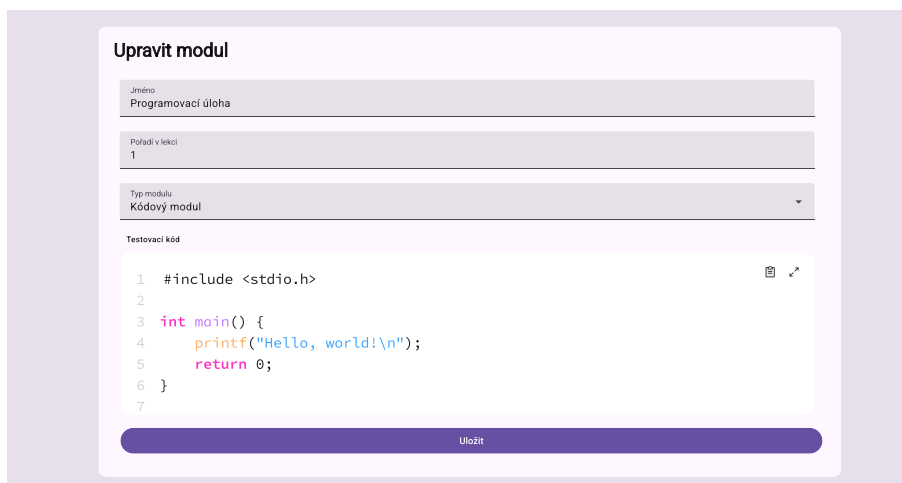 Upravit modul
Jméno
Programovací úloha
Pořadí v lekci
1
Typ modulu
Kódový modul
Testovací kód
1 #include <stdio.h>
2
3 int main() {
4     printf("Hello, world!\n");
5     return 0;
6 }
7
Uložit